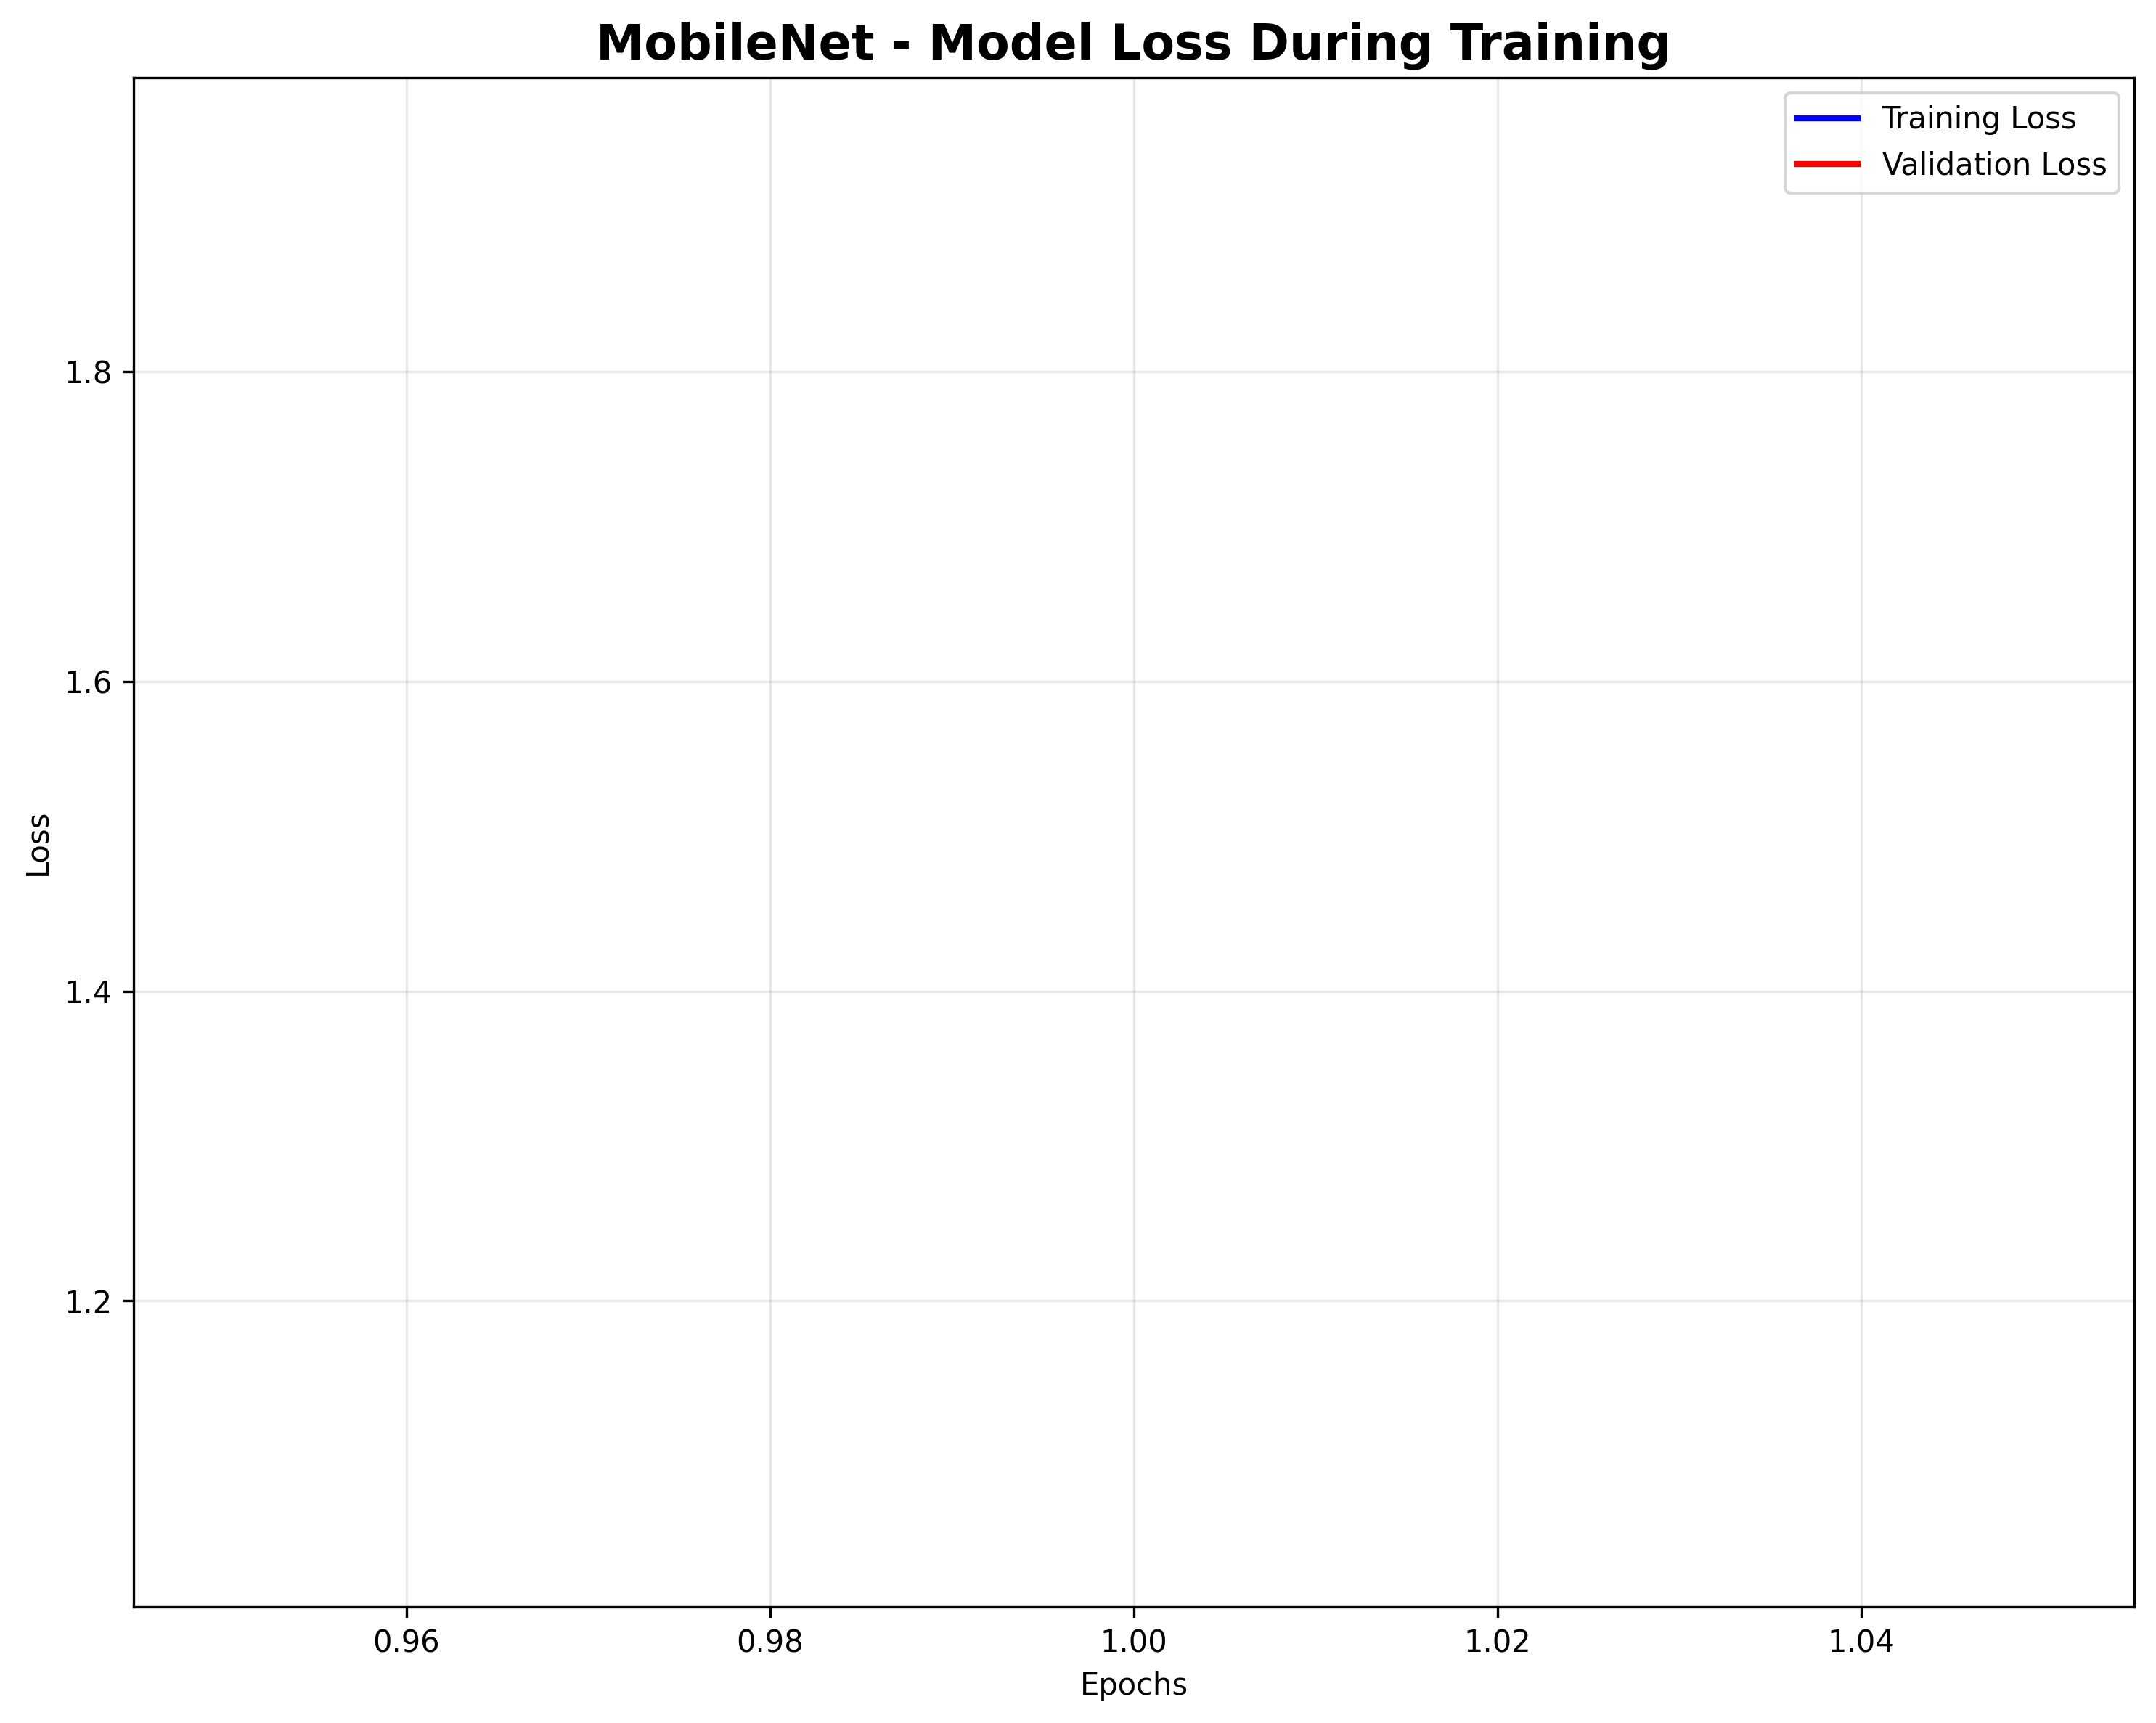 MobileNet - Model Loss During Training
Training Loss
Validation Loss
1.8
1.6
1.4
1.2
Loss
0.96 0.98 1.00 1.02 1.04
Epochs